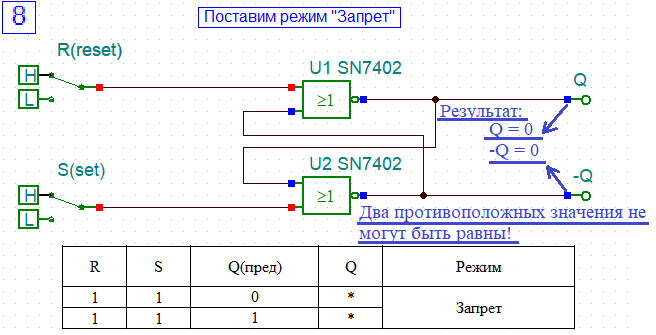 8
Поставим режим "Запрет"
R(reset)
U1 SN7402
H
L
≥1
Q
Результат:
Q = 0
-Q = 0
S(set)
U2 SN7402
-Q
H
L
≥1
Два противоположных значения не
могут быть равны!
R S Q(пред) Q Режим
1 1 0 * Запрет
1 1 1 *